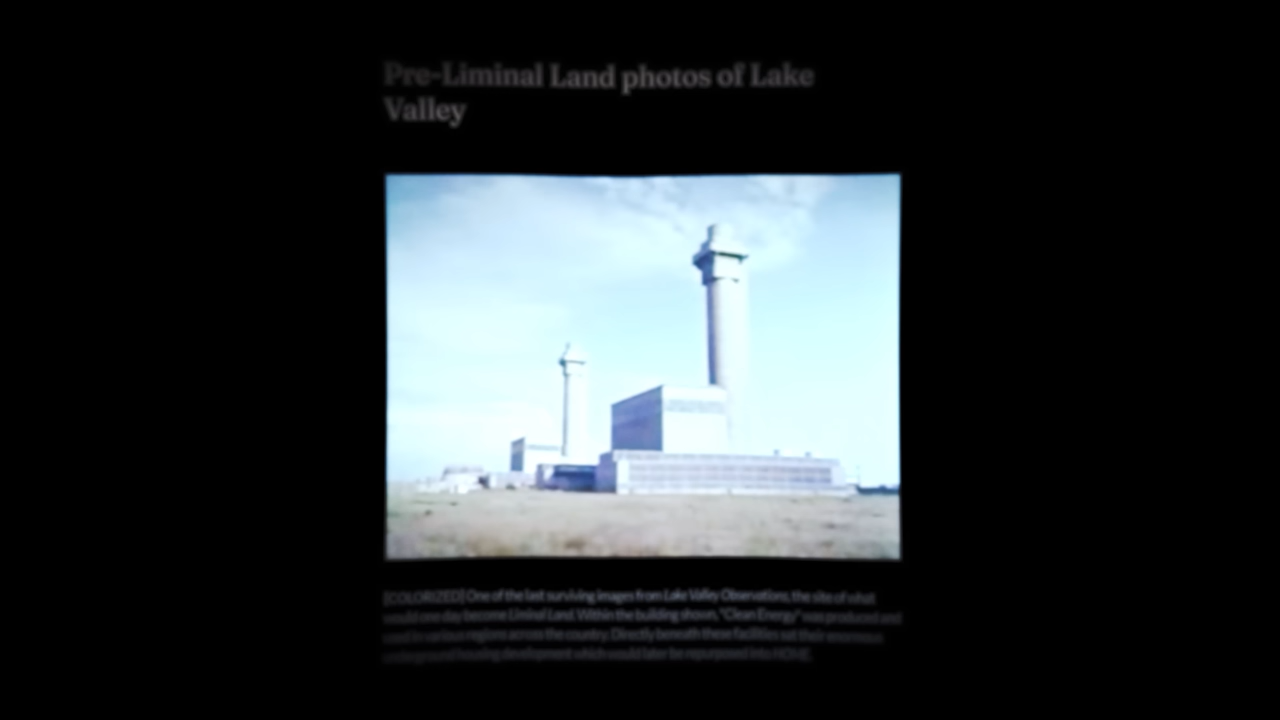 Pre-Liminal Land photos of Lake
Valley
[COLORIZED] One of the last surviving images from Lake Valley Observations, the site of what
would one day become Liminal Land. Within the building shown, "Clean Energy" was produced and
used in various regions across the country. Directly beneath these facilities sat their enormous
underground housing development which would later be repurposed into HOME.